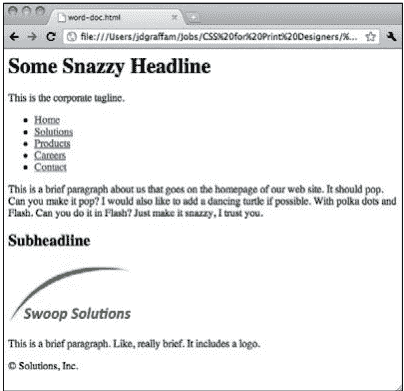 word-doc.html
file:///Users/jdgraffam/Jobs/CSS%20for%20Print%20Designers/%...
Some Snazzy Headline
This is the corporate tagline.
Home
Solutions
Products
Careers
Contact
This is a brief paragraph about us that goes on the homepage of our web site. It should pop.
Can you make it pop? I would also like to add a dancing turtle if possible. With polka dots and
Flash. Can you do it in Flash? Just make it snazzy, I trust you.
Subheadline
Swoop Solutions
This is a brief paragraph. Like, really brief. It includes a logo.
© Solutions, Inc.